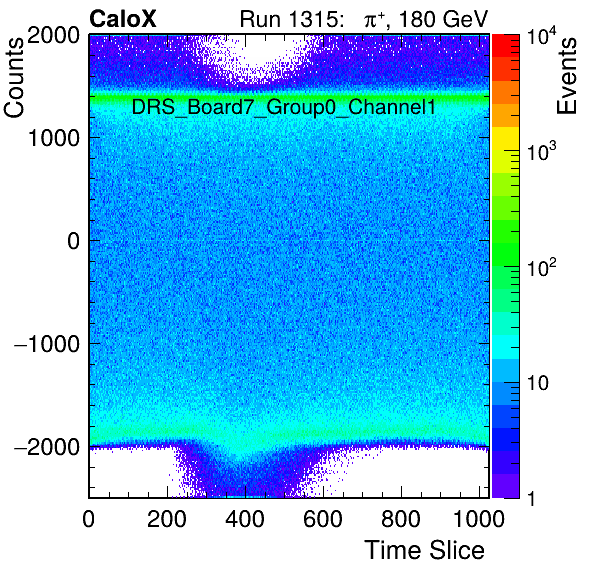 CaloX Run 1315: π⁺, 180 GeV
Counts
Events
DRS_Board7_Group0_Channel1
2000
1000
0
−1000
−2000
10⁴
10³
10²
10
1
0 200 400 600 800 1000
Time Slice